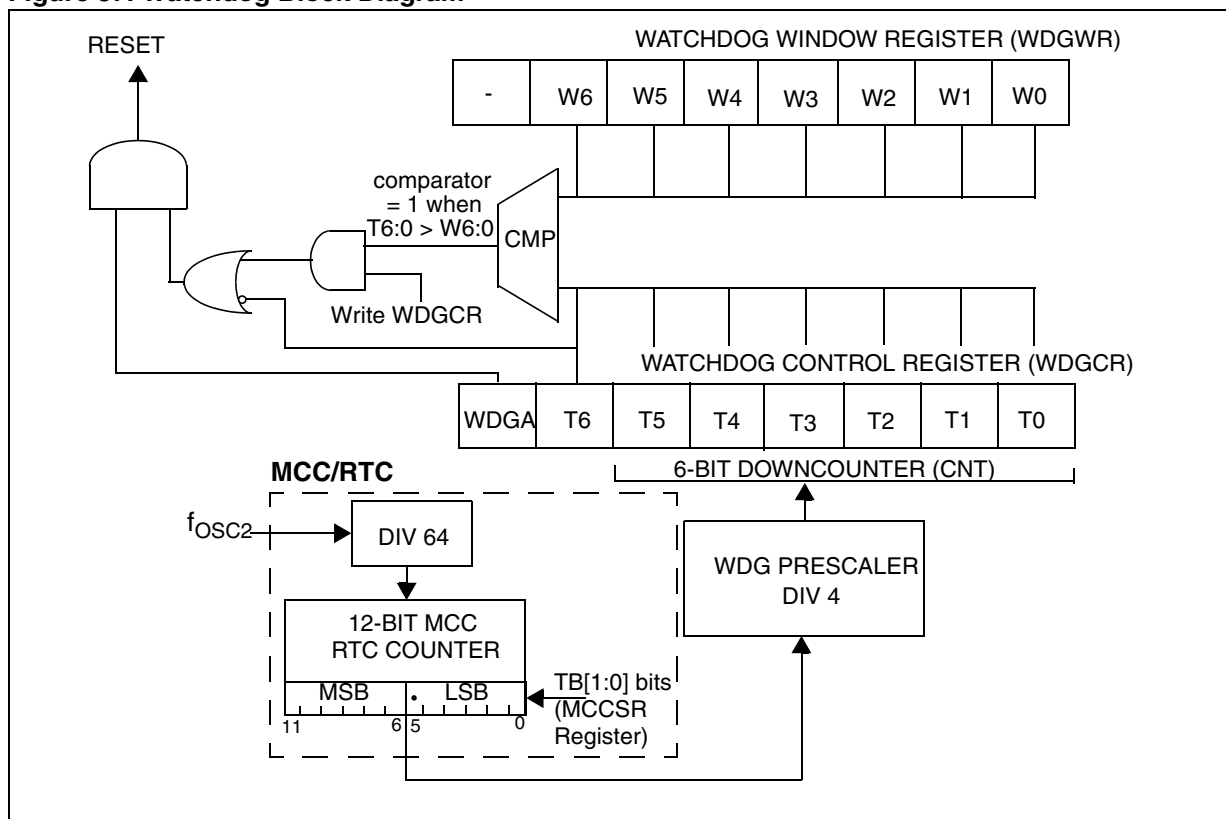 RESET
WATCHDOG WINDOW REGISTER (WDGWR)
- W6 W5 W4 W3 W2 W1 W0
comparator
= 1 when
T6:0 > W6:0
CMP
Write WDGCR
WATCHDOG CONTROL REGISTER (WDGCR)
WDGA T6 T5 T4 T3 T2 T1 T0
6-BIT DOWNCOUNTER (CNT)
MCC/RTC
fOSC2
DIV 64
WDG PRESCALER
DIV 4
12-BIT MCC
RTC COUNTER
MSB LSB
11 6 5 0
TB[1:0] bits
(MCCSR
Register)